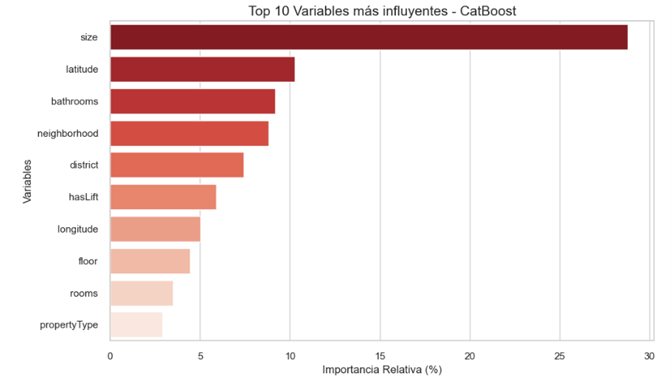 Top 10 Variables más influyentes - CatBoost
Variables
size
latitude
bathrooms
neighborhood
district
hasLift
longitude
floor
rooms
propertyType
0 5 10 15 20 25 30
Importancia Relativa (%)